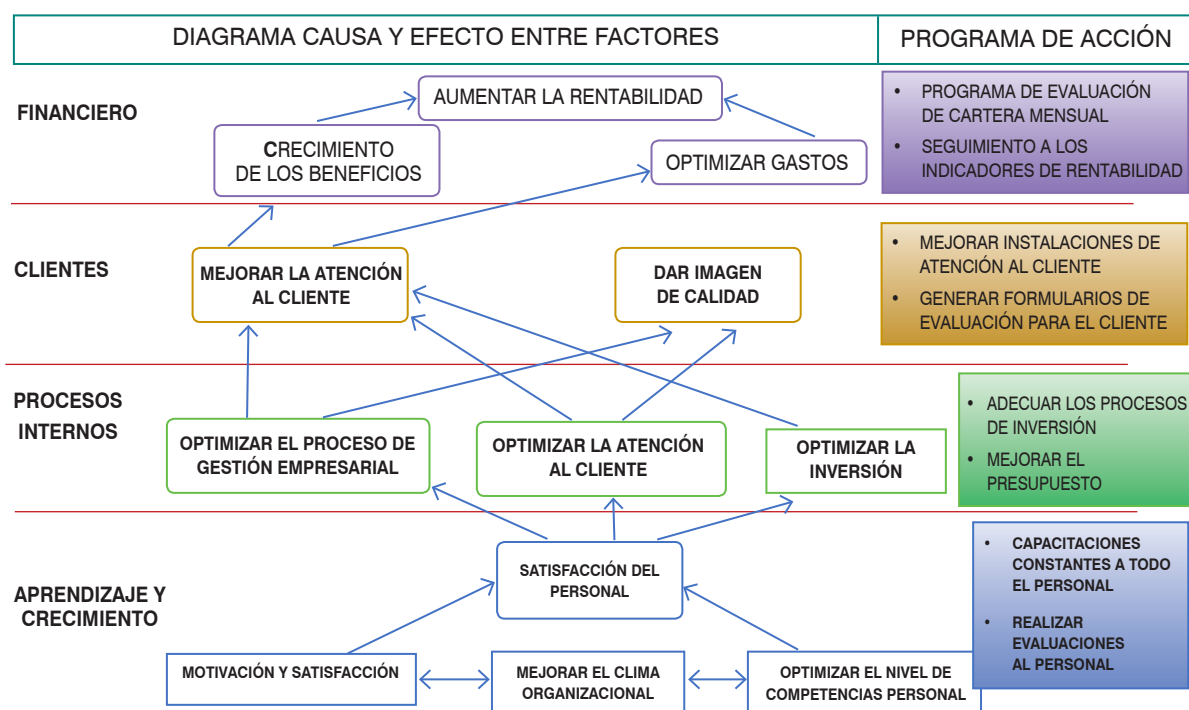 DIAGRAMA CAUSA Y EFECTO ENTRE FACTORES
PROGRAMA DE ACCIÓN
FINANCIERO
AUMENTAR LA RENTABILIDAD
CRECIMIENTO
DE LOS BENEFICIOS
OPTIMIZAR GASTOS
• PROGRAMA DE EVALUACIÓN
DE CARTERA MENSUAL
• SEGUIMIENTO A LOS
INDICADORES DE RENTABILIDAD
CLIENTES
MEJORAR LA ATENCIÓN
AL CLIENTE
DAR IMAGEN
DE CALIDAD
• MEJORAR INSTALACIONES DE
ATENCIÓN AL CLIENTE
• GENERAR FORMULARIOS DE
EVALUACIÓN PARA EL CLIENTE
PROCESOS
INTERNOS
OPTIMIZAR EL PROCESO DE
GESTIÓN EMPRESARIAL
OPTIMIZAR LA ATENCIÓN
AL CLIENTE
OPTIMIZAR LA
INVERSIÓN
• ADECUAR LOS PROCESOS
DE INVERSIÓN
• MEJORAR EL
PRESUPUESTO
APRENDIZAJE Y
CRECIMIENTO
SATISFACCIÓN DEL
PERSONAL
MOTIVACIÓN Y SATISFACCIÓN
MEJORAR EL CLIMA
ORGANIZACIONAL
OPTIMIZAR EL NIVEL DE
COMPETENCIAS PERSONAL
• CAPACITACIONES
CONSTANTES A TODO
EL PERSONAL
• REALIZAR
EVALUACIONES
AL PERSONAL